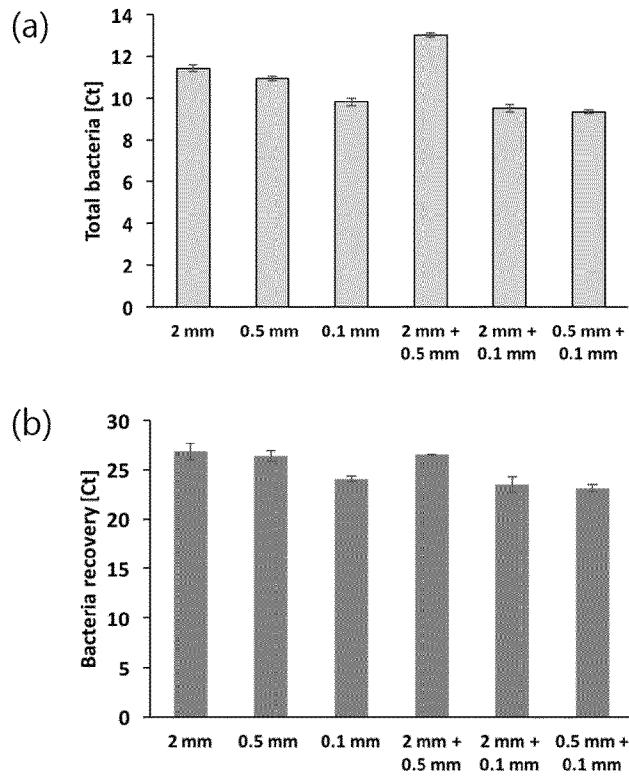 (a)
Total bacteria [Ct]
14
12
10
8
6
4
2
0
2 mm 0.5 mm 0.1 mm 2 mm + 2 mm + 0.5 mm +
0.5 mm 0.1 mm 0.1 mm
(b)
Bacteria recovery [Ct]
30
25
20
15
10
5
0
2 mm 0.5 mm 0.1 mm 2 mm + 2 mm + 0.5 mm +
0.5 mm 0.1 mm 0.1 mm